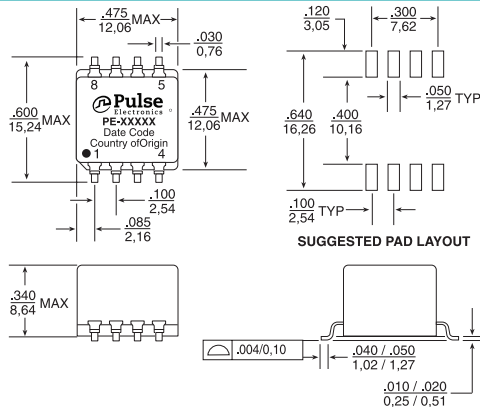 .475 MAX
12,06
.030
0,76
8 5
Pulse
Electronics
PE-XXXXX
Date Code
Country ofOrigin
1 4
.600 MAX
15,24
.475 MAX
12,06
.100
2,54
.085
2,16
.120
3,05
.300
7,62
.050 TYP
1,27
.640
16,26
.400
10,16
.100 TYP
2,54
SUGGESTED PAD LAYOUT
.340 MAX
8,64
.004/0,10
.040 / .050
1,02 / 1,27
.010 / .020
0,25 / 0,51